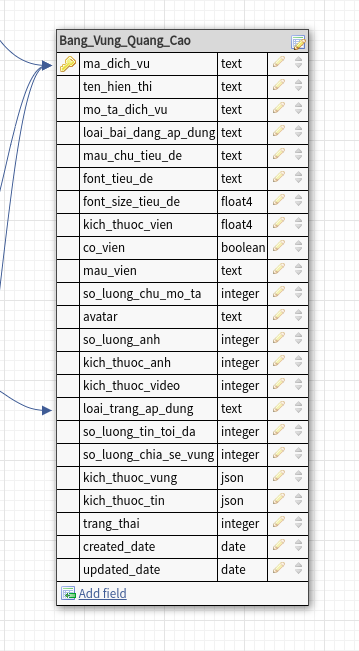 Bang_Vung_Quang_Cao
ma_dich_vu text
ten_hien_thi text
mo_ta_dich_vu text
loai_bai_dang_ap_dung text
mau_chu_tieu_de text
font_tieu_de text
font_size_tieu_de float4
kich_thuoc_vien float4
co_vien boolean
mau_vien text
so_luong_chu_mo_ta integer
avatar text
so_luong_anh integer
kich_thuoc_anh integer
kich_thuoc_video integer
loai_trang_ap_dung text
so_luong_tin_toi_da integer
so_luong_chia_se_vung integer
kich_thuoc_vung json
kich_thuoc_tin json
trang_thai integer
created_date date
updated_date date
Add field